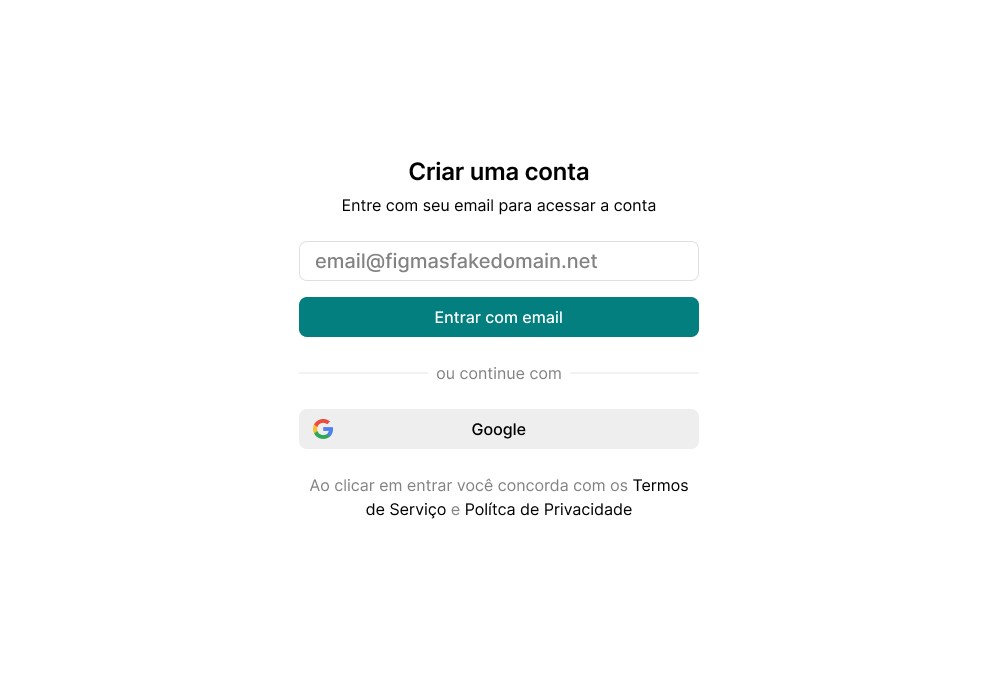 Criar uma conta
Entre com seu email para acessar a conta
email@figmasfakedomain.net
Entrar com email
ou continue com
Google
Ao clicar em entrar você concorda com os Termos
de Serviço e Polítca de Privacidade